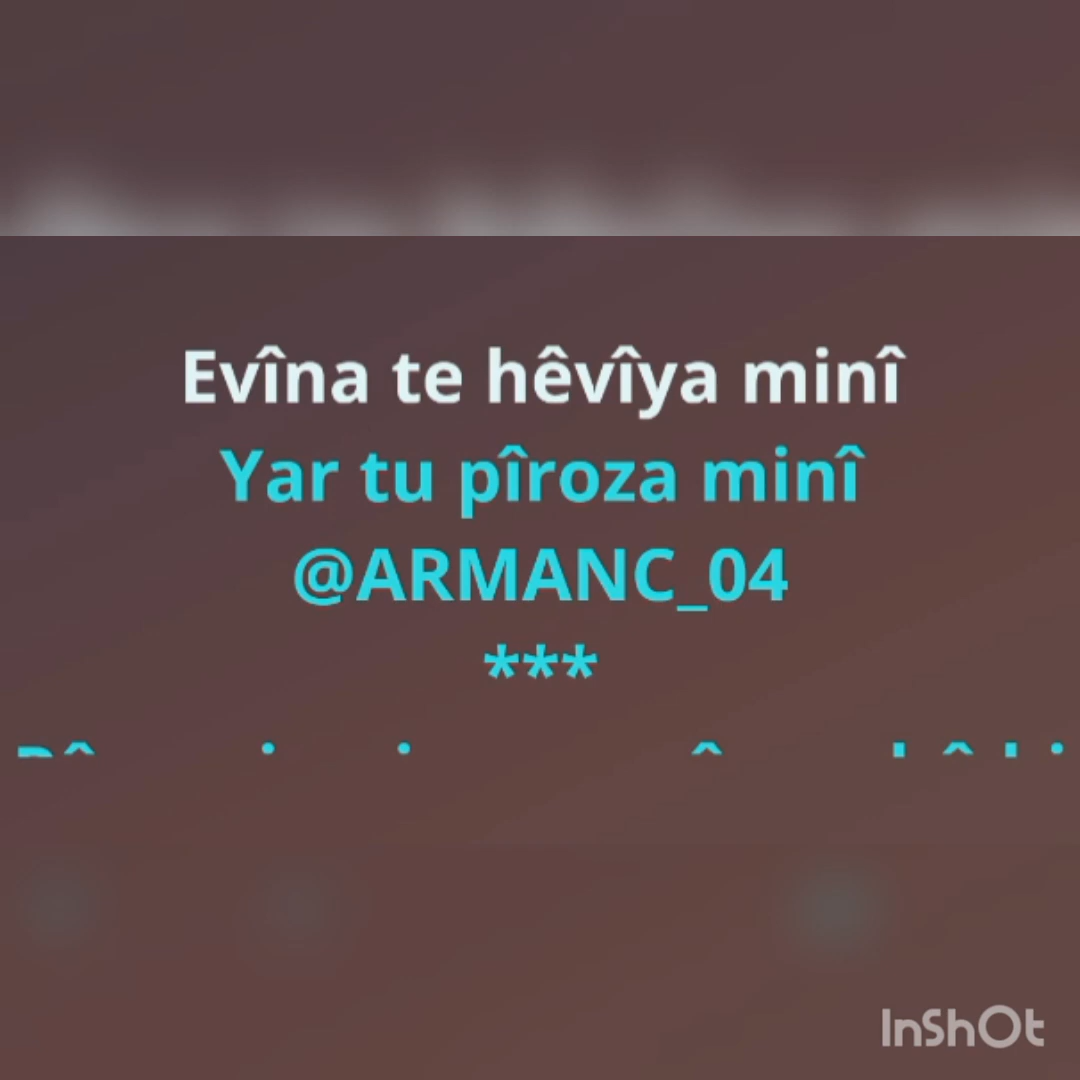 Evîna te hêvîya minî
Yar tu pîroza minî
@ARMANC_04
***
InShOt